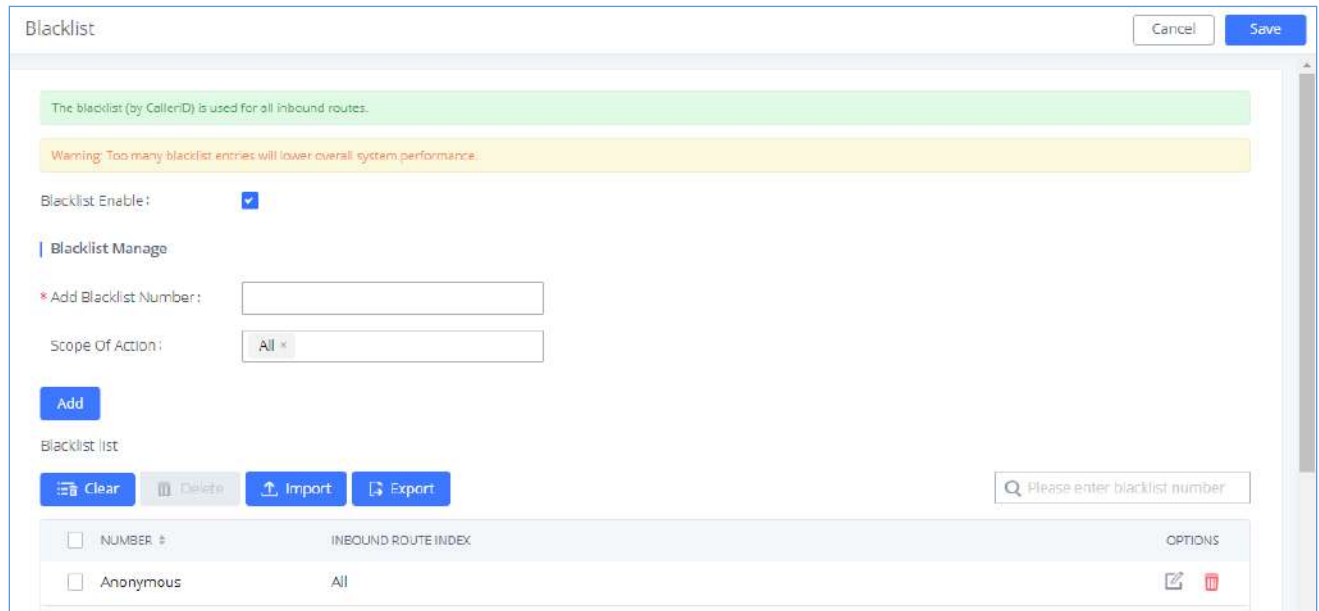 Blacklist
Cancel
Save
The blacklist (by CallerID) is used for all inbound routes.
Warning: Too many blacklist entries will lower overall system performance.
Blacklist Enable :
Blacklist Manage
* Add Blacklist Number :
Scope Of Action :
All ×
Add
Blacklist list
Clear
Delete
Import
Export
Please enter blacklist number
NUMBER
INBOUND ROUTE INDEX
OPTIONS
Anonymous
All